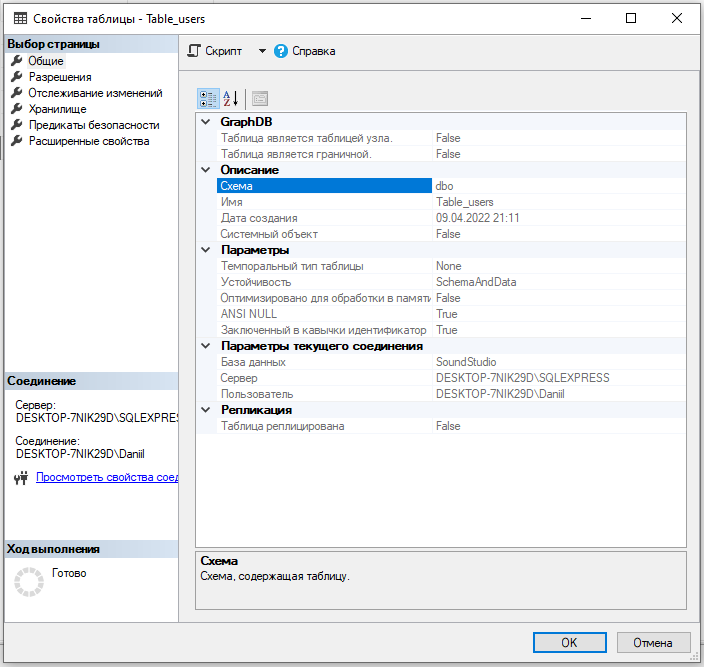 Свойства таблицы - Table_users
Выбор страницы
Общие
Разрешения
Отслеживание изменений
Хранилище
Предикаты безопасности
Расширенные свойства
Соединение
Сервер:
DESKTOP-7NIK29D\SQLEXPRES
Соединение:
DESKTOP-7NIK29D\Daniil
Просмотреть свойства соед
Ход выполнения
Готово
Скрипт
Справка
GraphDB
Таблица является таблицей узла. False
Таблица является граничной. False
Описание
Схема dbo
Имя Table_users
Дата создания 09.04.2022 21:11
Системный объект False
Параметры
Темпоральный тип таблицы None
Устойчивость SchemaAndData
Оптимизировано для обработки в памяти False
ANSI NULL True
Заключенный в кавычки идентификатор True
Параметры текущего соединения
База данных SoundStudio
Сервер DESKTOP-7NIK29D\SQLEXPRESS
Пользователь DESKTOP-7NIK29D\Daniil
Репликация
Таблица реплицирована False
Схема
Схема, содержащая таблицу.
OK
Отмена